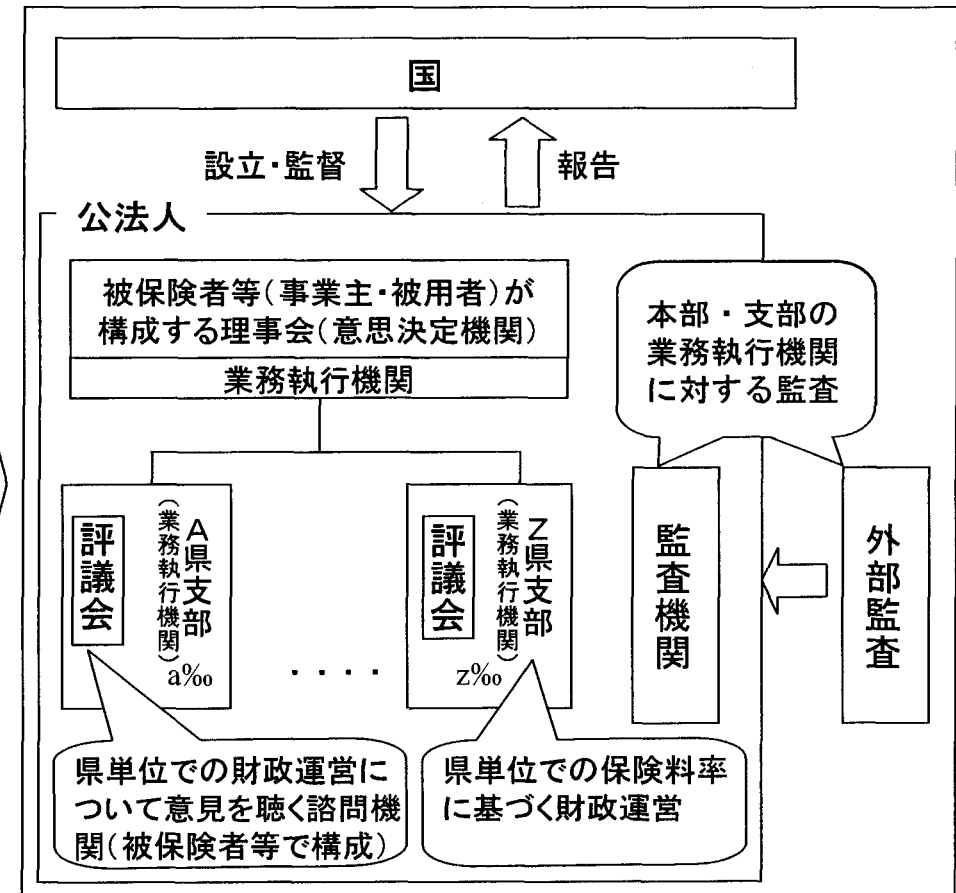 国
設立・監督
報告
公法人
被保険者等(事業主・被用者)が
構成する理事会(意思決定機関)
業務執行機関
本部・支部の
業務執行機関
に対する監査
評議会
A県支部
(業務執行機関)
a‰
・・・・
評議会
Z県支部
(業務執行機関)
z‰
監査機関
外部監査
県単位での財政運営に
ついて意見を聴く諮問機
関(被保険者等で構成)
県単位での保険料率
に基づく財政運営